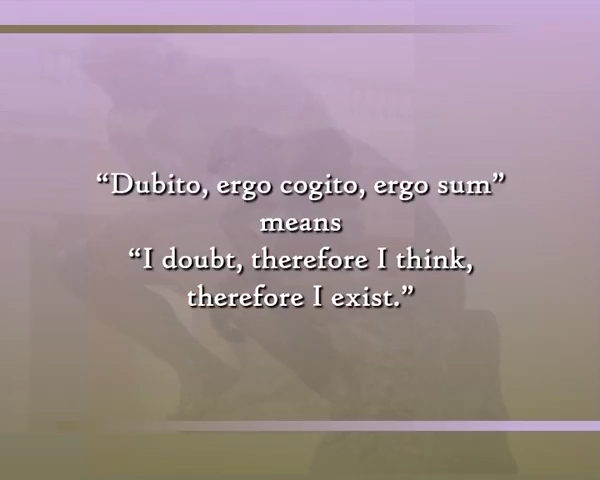 “Dubito, ergo cogito, ergo sum”
means
“I doubt, therefore I think,
therefore I exist.”